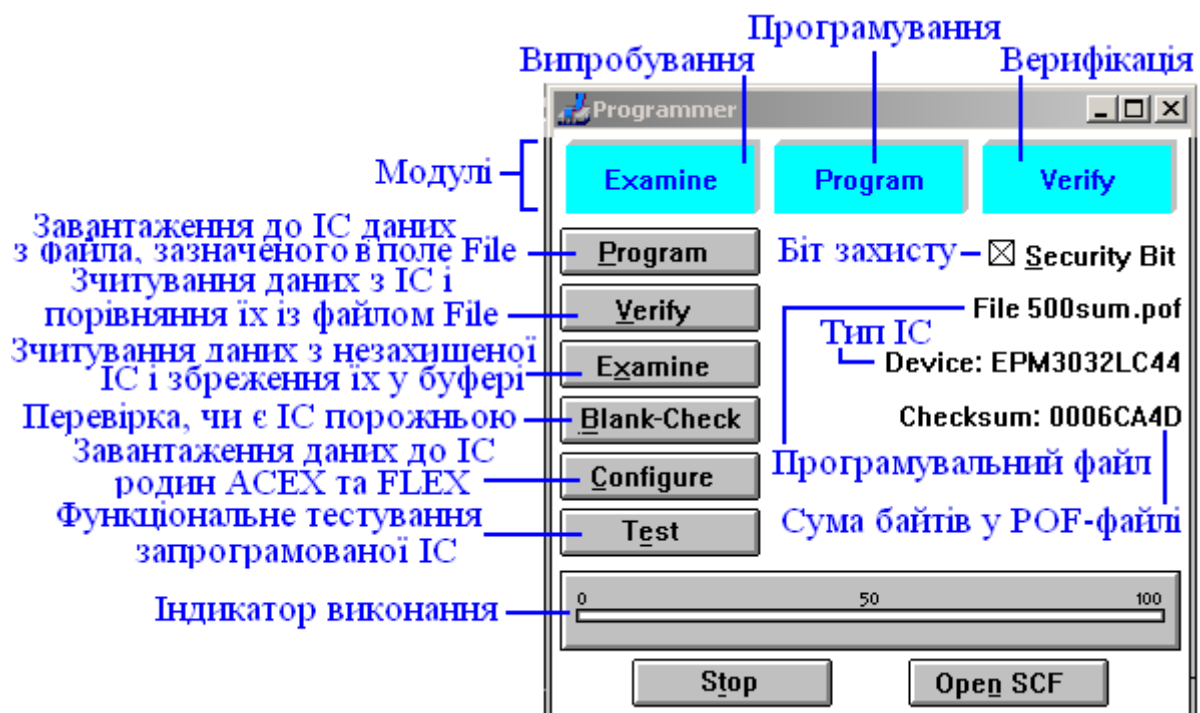 Програмування
Випробування
Верифікація
Programmer
Модулі
Examine
Program
Verify
Завантаження до ІС даних
з файла, зазначеного в поле File
Program
Біт захисту
Security Bit
Зчитування даних з ІС і
порівняння їх із файлом File
Verify
File 500sum.pof
Тип ІС
Зчитування даних з незахишеної
ІС і збреження їх у буфері
Examine
Device: EPM3032LC44
Перевірка, чи є ІС порожньою
Blank-Check
Checksum: 0006CA4D
Завантаження даних до ІС
родин ACEX та FLEX
Configure
Програмувальний файл
Функціональне тестування
запрограмованої ІС
Test
Сума байтів у POF-файлі
Індикатор виконання
0 50 100
Stop
Open SCF